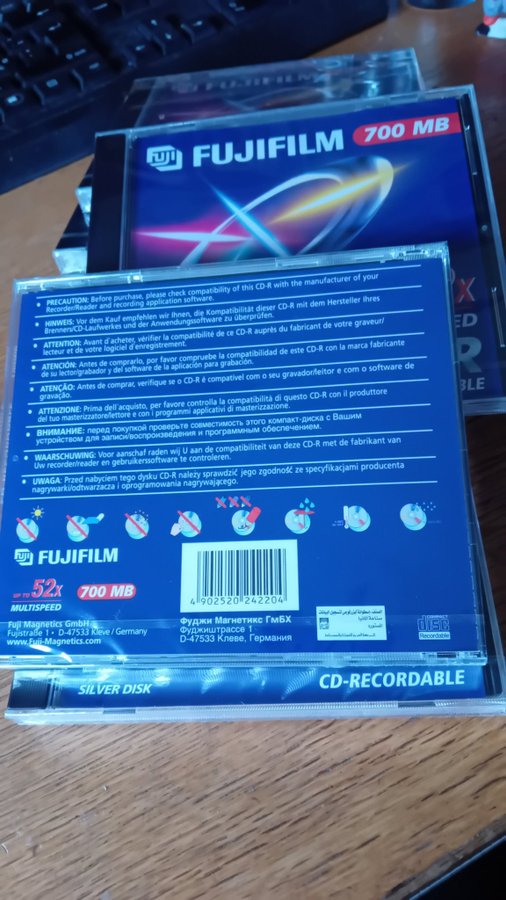 FUJIFILM
FUJI FUJIFILM 700 MB
• PRECAUTION: Before purchase, please check compatibility of this CD-R with the manufacturer of your
Recorder/Reader and recording application software.
• HINWEIS: Vor dem Kauf empfehlen wir Ihnen, die Kompatibilität dieser CD-R mit dem Hersteller Ihres
Brennen/CD-Laufwerkes und der Anwendungssoftware zu überprüfen.
• ATTENTION: Avant d'acheter, vérifier la compatibilité de ce CD-R auprès du fabricant de votre graveur/
lecteur et de votre logiciel d'enregistrement.
• ATENCIÓN: Antes de comprarlo, por favor compruebe la compatibilidad de este CD-R con la marca fabricante
de su lector/grabador y del software de la aplicación para grabación.
• ATENÇÃO: Antes de comprar, verifique se o CD-R é compatível com o seu gravador/leitor e com o software de
gravação.
• ATTENZIONE: Prima dell'acquisto, per favore controlla la compatibilità di questo CD-R con il produttore
del tuo masterizzatore/lettore e con i programmi applicativi di masterizzazione.
• ВНИМАНИЕ: перед покупкой проверьте совместимость этого компакт-диска с Вашим
устройством для записи/воспроизведения и программным обеспечением.
• WAARSCHUWING: Voor aanschaf raden wij U aan de compatibiliteit van deze CD-R met de fabrikant van
Uw recorder/reader en gebruikerssoftware te controleren.
• UWAGA: Przed nabyciem tego dysku CD-R należy sprawdzić jego zgodność ze specyfikacjami producenta
nagrywarki/odtwarzacza i oprogramowania nagrywającego.
X
ED
R
BLE
XXX
FUJI FUJIFILM
UP TO 52X 700 MB
MULTISPEED
4 902520 242204
Fuji Magnetics GmbH
Fujistraße 1 • D-47533 Kleve / Germany
www.Fuji-Magnetics.com
Фуджи Магнетикс ГмБХ
Фуджиштрассе 1
D-47533 Клеве, Германия
COMPACT
disc
Recordable
SILVER DISK CD-RECORDABLE